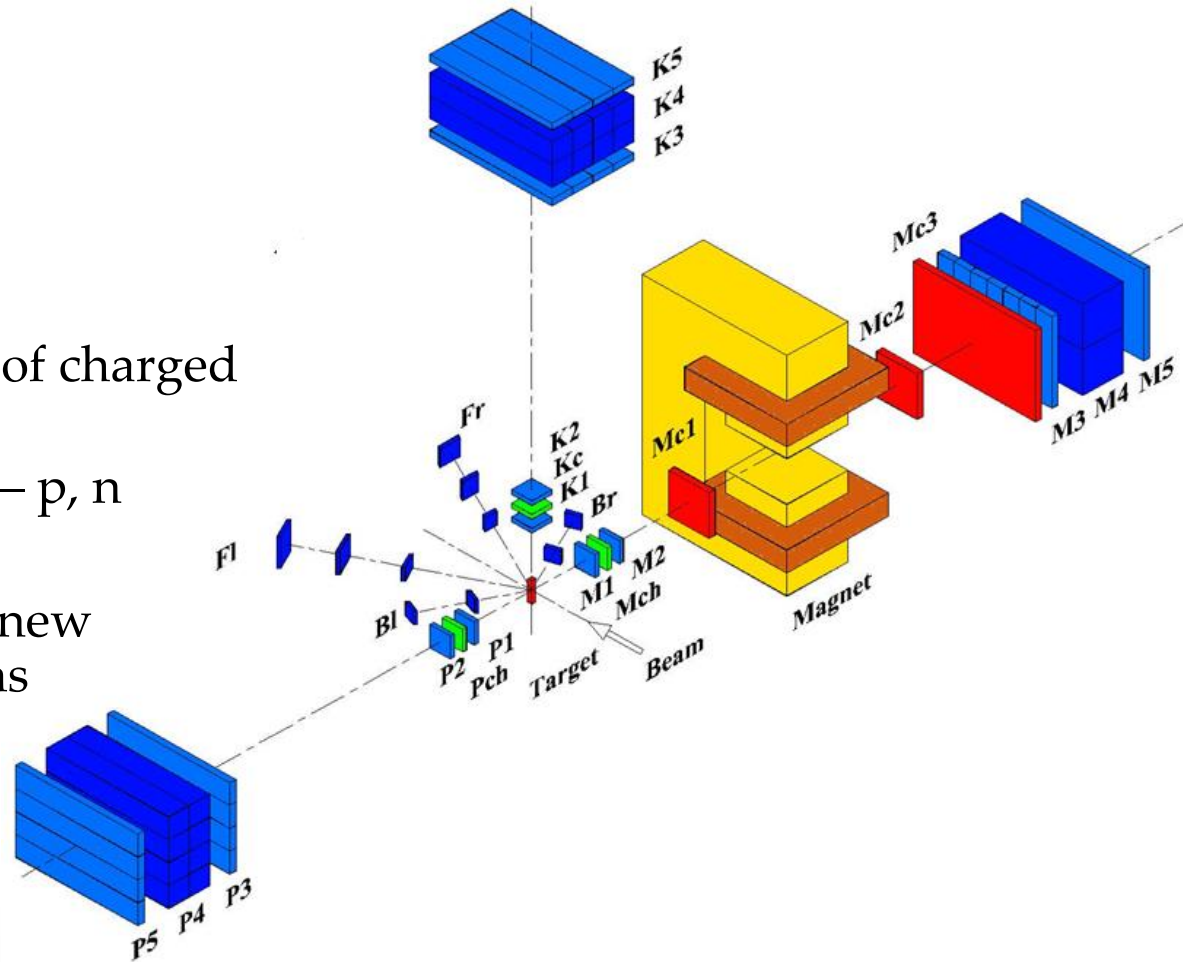 of charged
– p, n
new
ns
K5
K4
K3
Mc3
Mc2
Mc1
M3 M4 M5
Fr
K2
Kc
K1
Br
Fl
Bl
M1
M2
Mch
Magnet
P2
P1
Pch
Target
Beam
P5 P4 P3